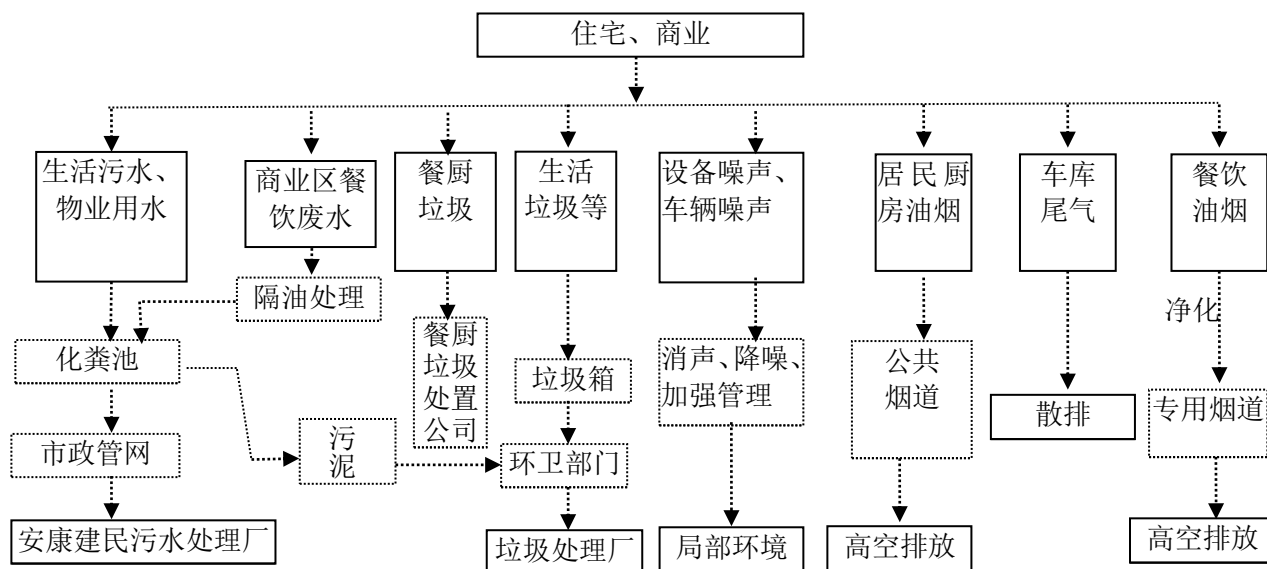 住宅、商业
生活污水、
物业用水
商业区餐
饮废水
餐厨
垃圾
生活
垃圾等
设备噪声、
车辆噪声
居民厨
房油烟
车库
尾气
餐饮
油烟
隔油处理
净化
化粪池
餐厨
垃圾
处置
公司
垃圾箱
消声、降噪、
加强管理
公共
烟道
散排
专用烟道
市政管网
污
泥
环卫部门
安康建民污水处理厂
垃圾处理厂
局部环境
高空排放
高空排放